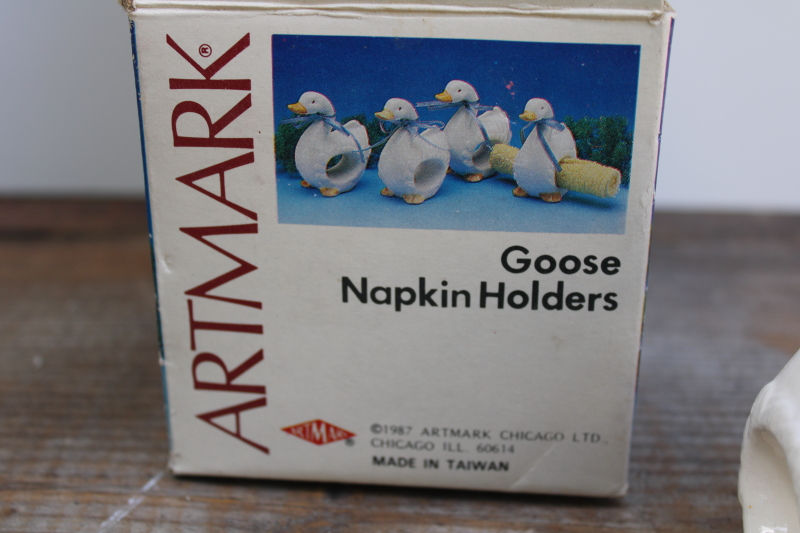 ARTMARK®
Goose
Napkin Holders
ARTMARK®
©1987 ARTMARK CHICAGO LTD.,
CHICAGO ILL. 60614
MADE IN TAIWAN